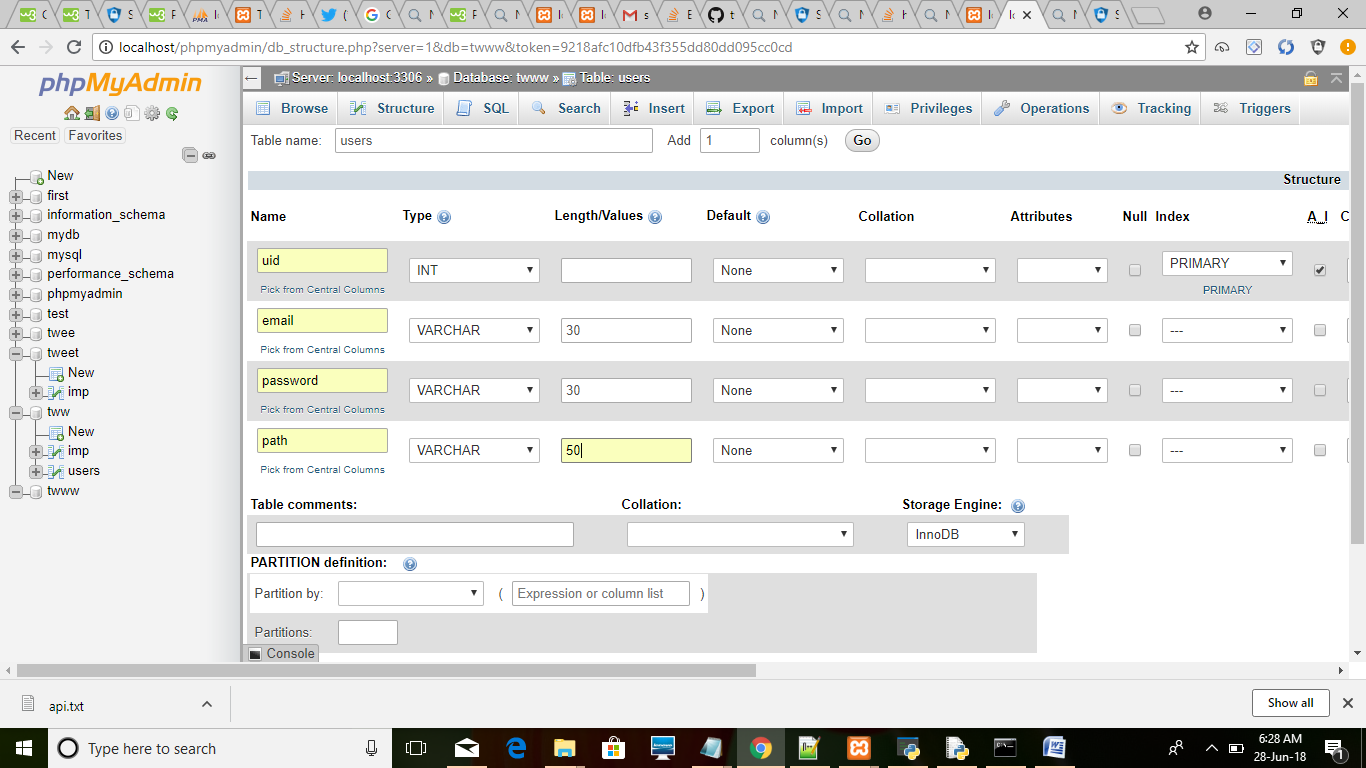 localhost/phpmyadmin/db_structure.php?server=1&db=twww&token=9218afc10dfb43f355dd80dd095cc0cd
phpMyAdmin
Recent Favorites
New
first
information_schema
mydb
mysql
performance_schema
phpmyadmin
test
twee
tweet
New
imp
tww
New
imp
users
twww
Server: localhost:3306 » Database: twww » Table: users
Browse Structure SQL Search Insert Export Import Privileges Operations Tracking Triggers
Table name: users Add 1 column(s) Go
Structure
Name Type Length/Values Default Collation Attributes Null Index A_I C
uid INT None PRIMARY
Pick from Central Columns PRIMARY
email VARCHAR 30 None ---
Pick from Central Columns
password VARCHAR 30 None ---
Pick from Central Columns
path VARCHAR 50 None ---
Pick from Central Columns
Table comments: Collation: Storage Engine:
InnoDB
PARTITION definition:
Partition by: ( Expression or column list )
Partitions:
Console
api.txt Show all
Type here to search
6:28 AM
28-Jun-18